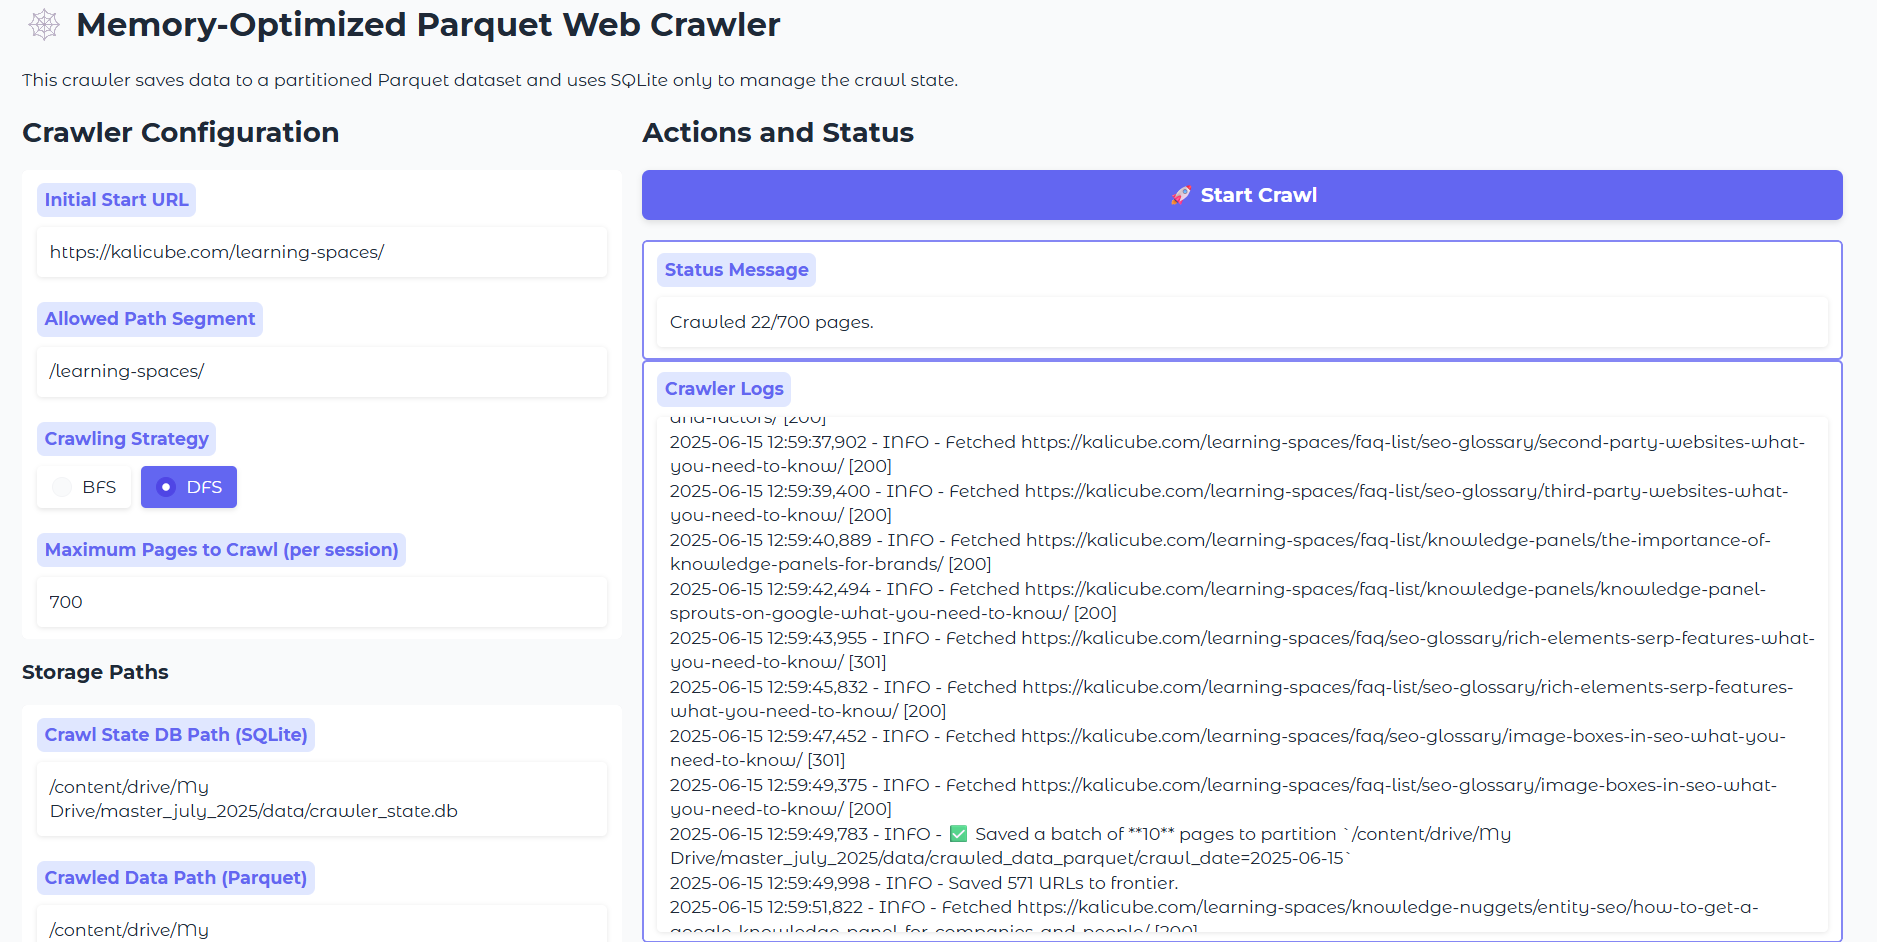 Memory-Optimized Parquet Web Crawler
This crawler saves data to a partitioned Parquet dataset and uses SQLite only to manage the crawl state.
Crawler Configuration
Initial Start URL
https://kalicube.com/learning-spaces/
Allowed Path Segment
/learning-spaces/
Crawling Strategy
BFS
DFS
Maximum Pages to Crawl (per session)
700
Storage Paths
Crawl State DB Path (SQLite)
/content/drive/My
Drive/master_july_2025/data/crawler_state.db
Crawled Data Path (Parquet)
/content/drive/My
Actions and Status
🚀 Start Crawl
Status Message
Crawled 22/700 pages.
Crawler Logs
and-factors/ [200]
2025-06-15 12:59:37,902 - INFO - Fetched https://kalicube.com/learning-spaces/faq-list/seo-glossary/second-party-websites-what-
you-need-to-know/ [200]
2025-06-15 12:59:39,400 - INFO - Fetched https://kalicube.com/learning-spaces/faq-list/seo-glossary/third-party-websites-what-
you-need-to-know/ [200]
2025-06-15 12:59:40,889 - INFO - Fetched https://kalicube.com/learning-spaces/faq-list/knowledge-panels/the-importance-of-
knowledge-panels-for-brands/ [200]
2025-06-15 12:59:42,494 - INFO - Fetched https://kalicube.com/learning-spaces/faq-list/knowledge-panels/knowledge-panel-
sprouts-on-google-what-you-need-to-know/ [200]
2025-06-15 12:59:43,955 - INFO - Fetched https://kalicube.com/learning-spaces/faq/seo-glossary/rich-elements-serp-features-what-
you-need-to-know/ [301]
2025-06-15 12:59:45,832 - INFO - Fetched https://kalicube.com/learning-spaces/faq-list/seo-glossary/rich-elements-serp-features-
what-you-need-to-know/ [200]
2025-06-15 12:59:47,452 - INFO - Fetched https://kalicube.com/learning-spaces/faq/seo-glossary/image-boxes-in-seo-what-you-
need-to-know/ [301]
2025-06-15 12:59:49,375 - INFO - Fetched https://kalicube.com/learning-spaces/faq-list/seo-glossary/image-boxes-in-seo-what-
you-need-to-know/ [200]
2025-06-15 12:59:49,783 - INFO - ✅ Saved a batch of **10** pages to partition `/content/drive/My
Drive/master_july_2025/data/crawled_data_parquet/crawl_date=2025-06-15`
2025-06-15 12:59:49,998 - INFO - Saved 571 URLs to frontier.
2025-06-15 12:59:51,822 - INFO - Fetched https://kalicube.com/learning-spaces/knowledge-nuggets/entity-seo/how-to-get-a-
google-knowledge-panel-for-companies-and-people/ [200]